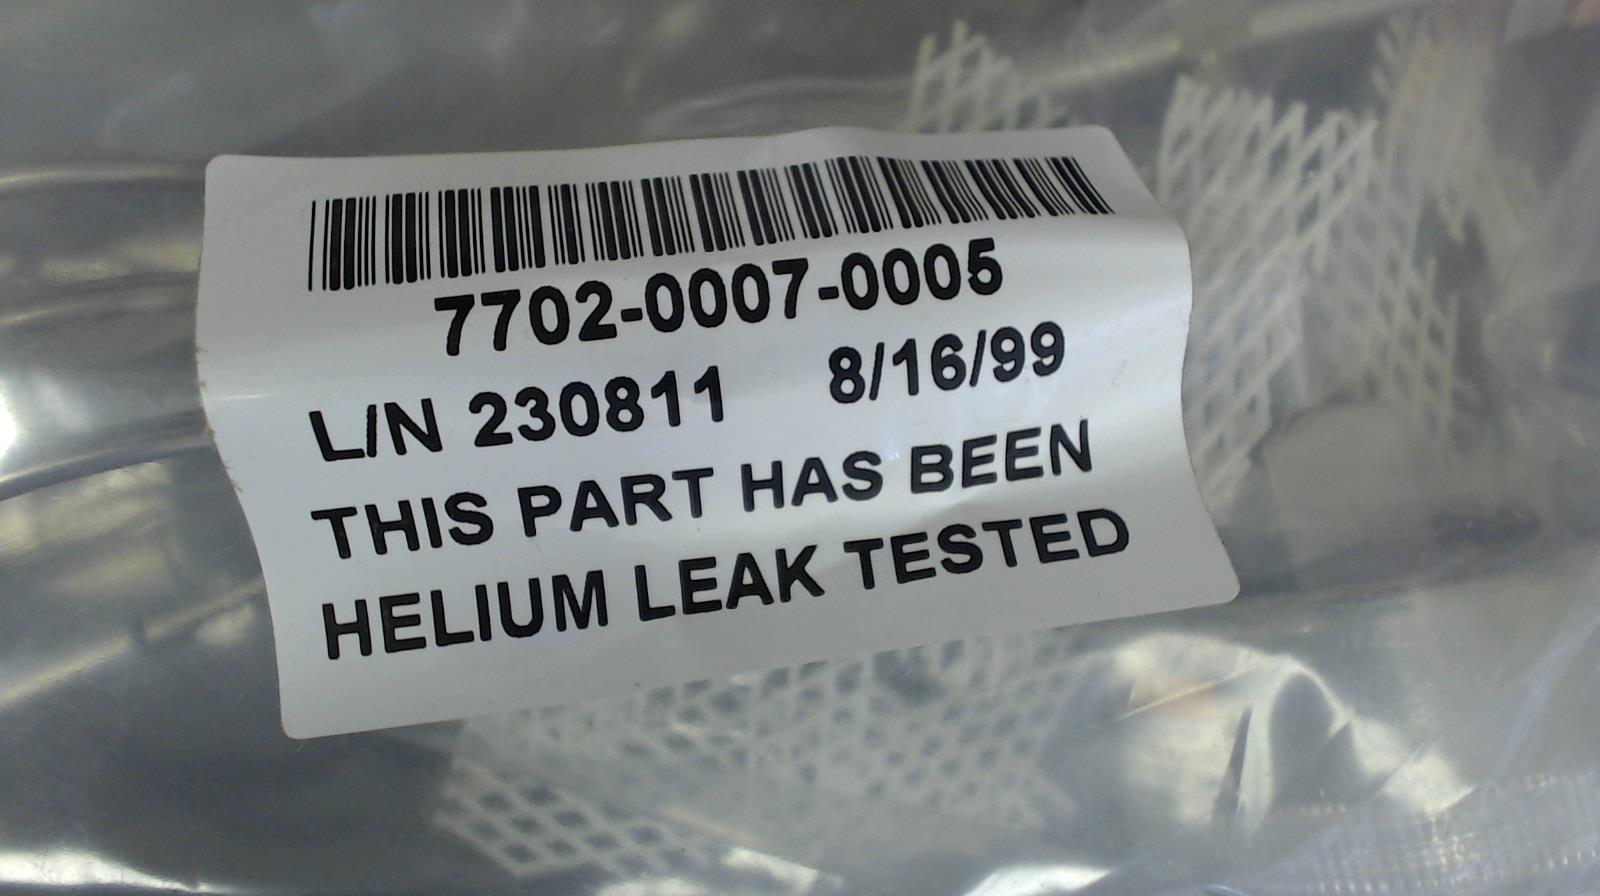 7702-0007-0005
L/N 230811 8/16/99
THIS PART HAS BEEN
HELIUM LEAK TESTED